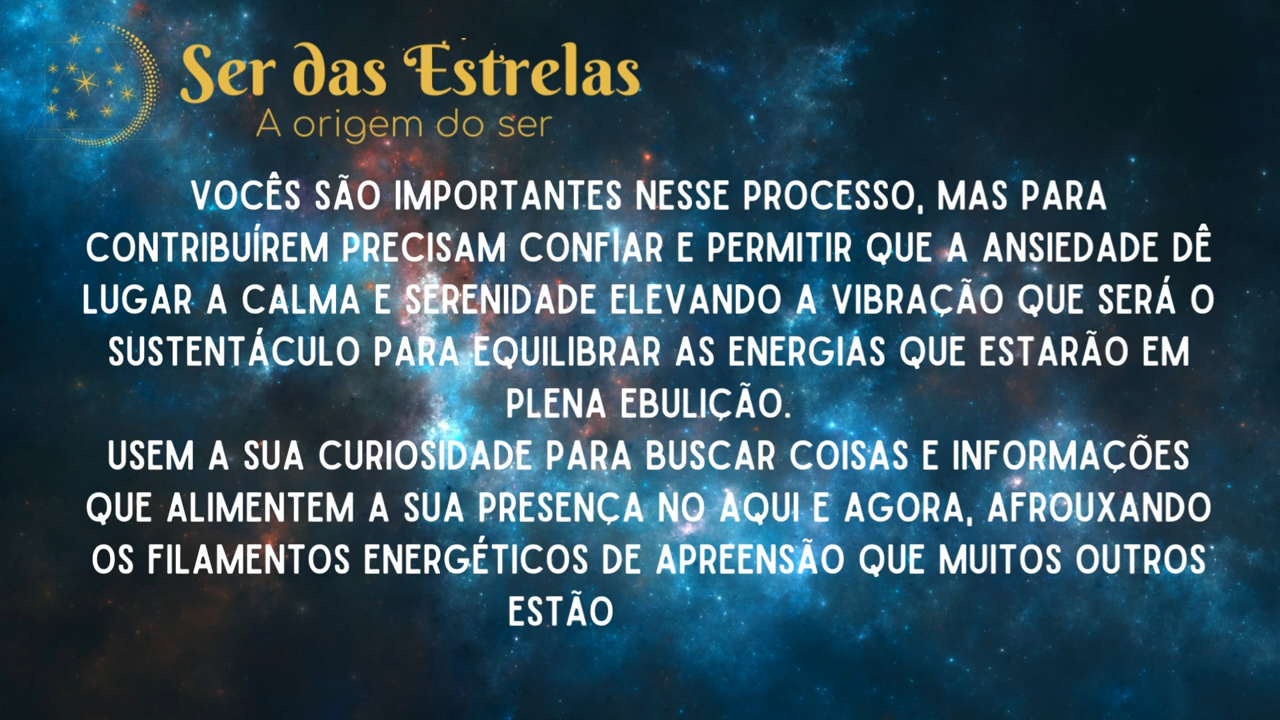 Ser das Estrelas
A origem do ser
VOCÊS SÃO IMPORTANTES NESSE PROCESSO, MAS PARA
CONTRIBUÍREM PRECISAM CONFIAR E PERMITIR QUE A ANSIEDADE DÊ
LUGAR A CALMA E SERENIDADE ELEVANDO A VIBRAÇÃO QUE SERÁ O
SUSTENTÁCULO PARA EQUILIBRAR AS ENERGIAS QUE ESTARÃO EM
PLENA EBULIÇÃO.
USEM A SUA CURIOSIDADE PARA BUSCAR COISAS E INFORMAÇÕES
QUE ALIMENTEM A SUA PRESENÇA NO AQUI E AGORA, AFROUXANDO
OS FILAMENTOS ENERGÉTICOS DE APREENSÃO QUE MUITOS OUTROS
ESTÃO